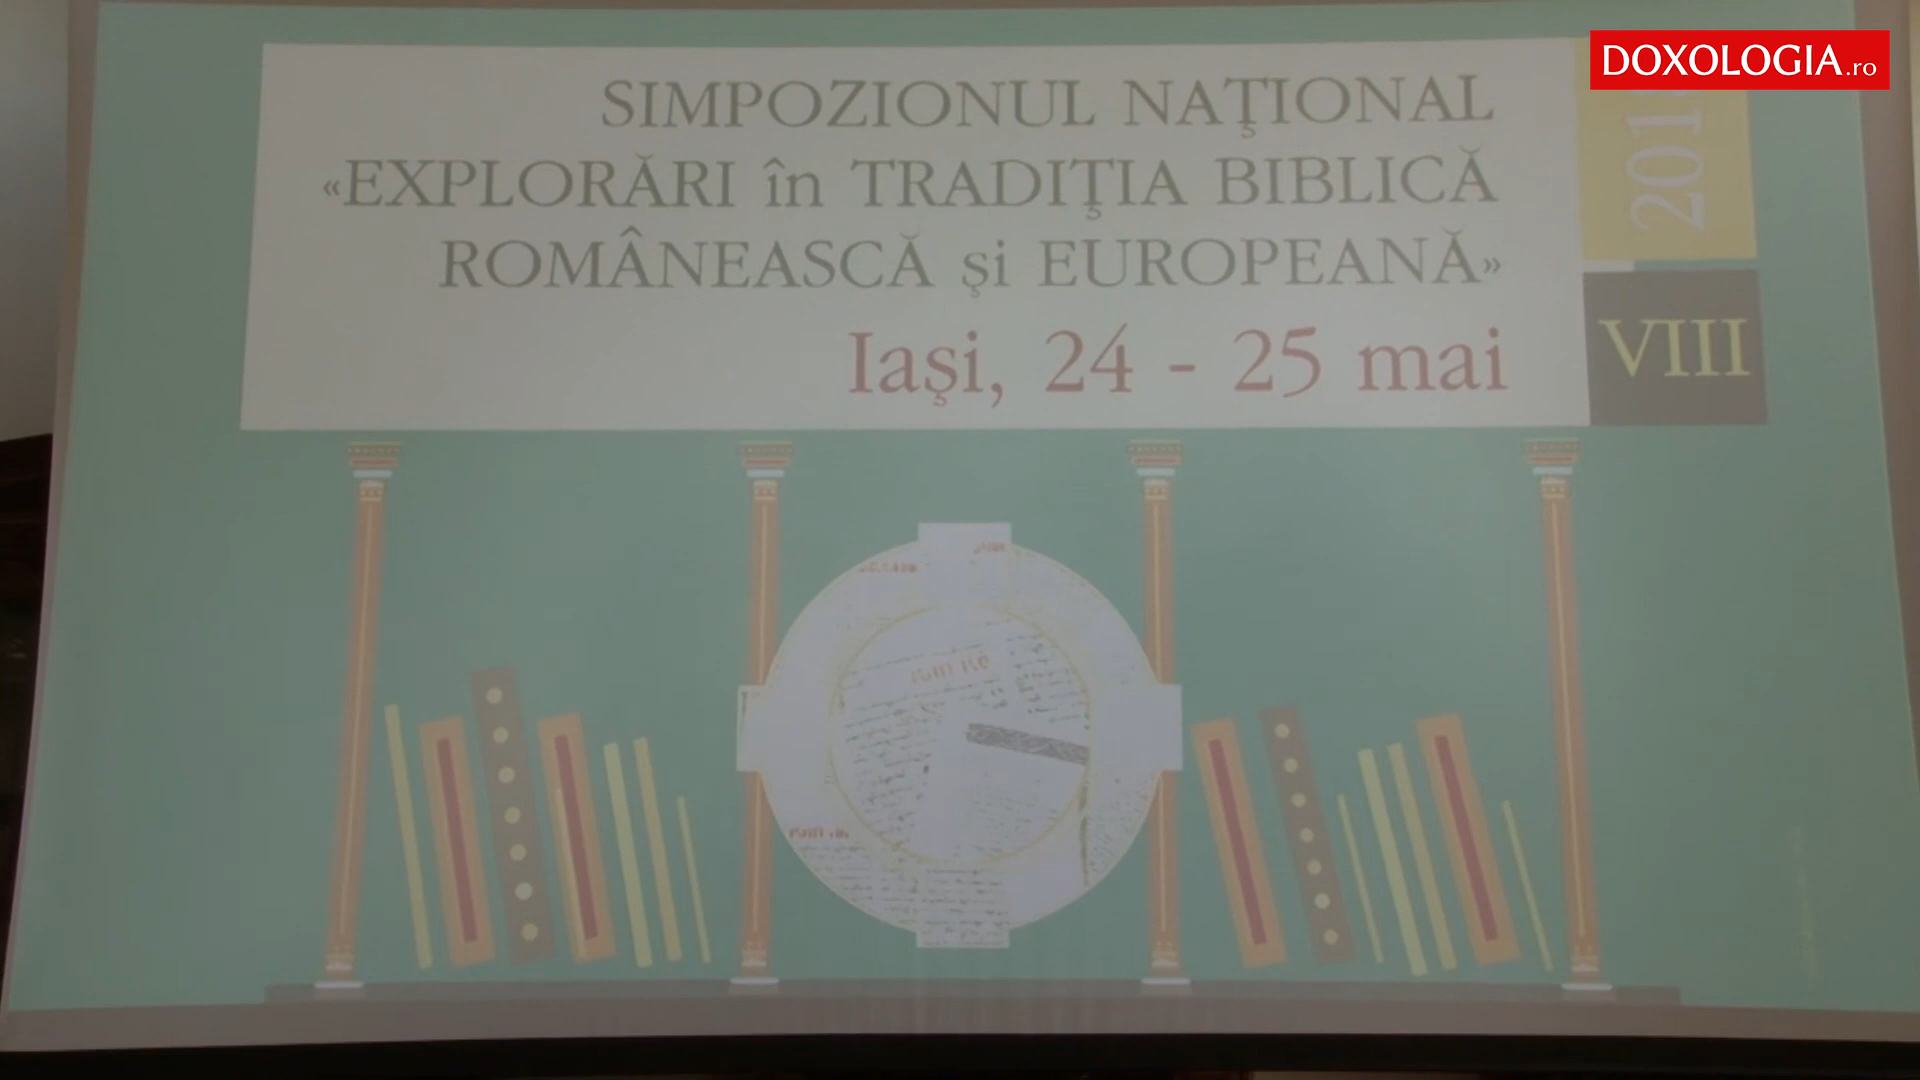 DOXOLOGIA.ro
SIMPOZIONUL NAŢIONAL
«EXPLORĂRI în TRADIŢIA BIBLICĂ
ROMÂNEASCĂ şi EUROPEANĂ»
Iaşi, 24 - 25 mai
VIII